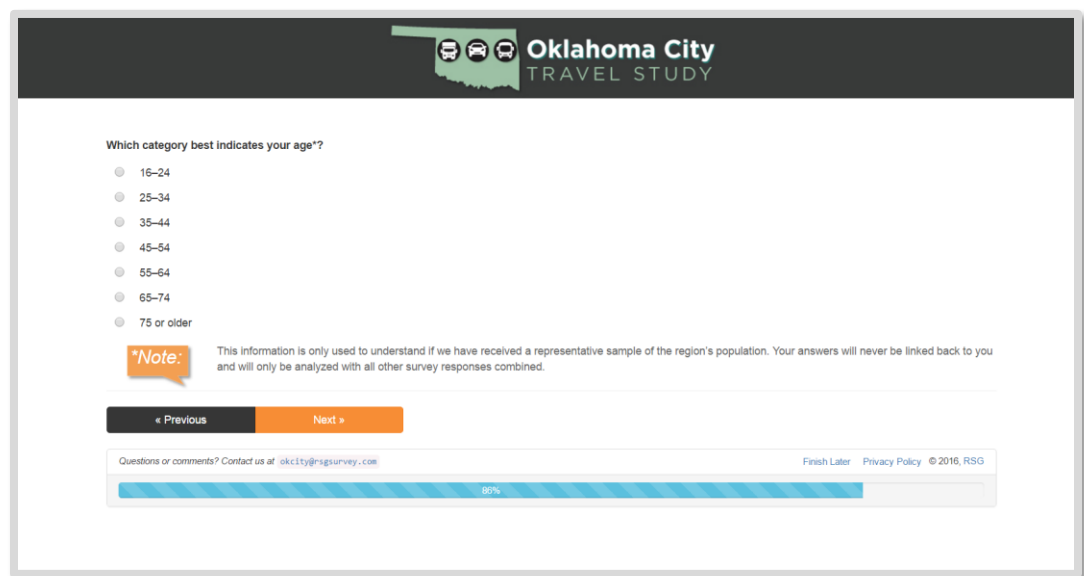 Oklahoma City
TRAVEL STUDY
Which category best indicates your age*?
16–24
25–34
35–44
45–54
55–64
65–74
75 or older
*Note:
This information is only used to understand if we have received a representative sample of the region's population. Your answers will never be linked back to you
and will only be analyzed with all other survey responses combined.
« Previous
Next »
Questions or comments? Contact us at okcity@rsgsurvey.com
Finish Later Privacy Policy © 2016, RSG
86%